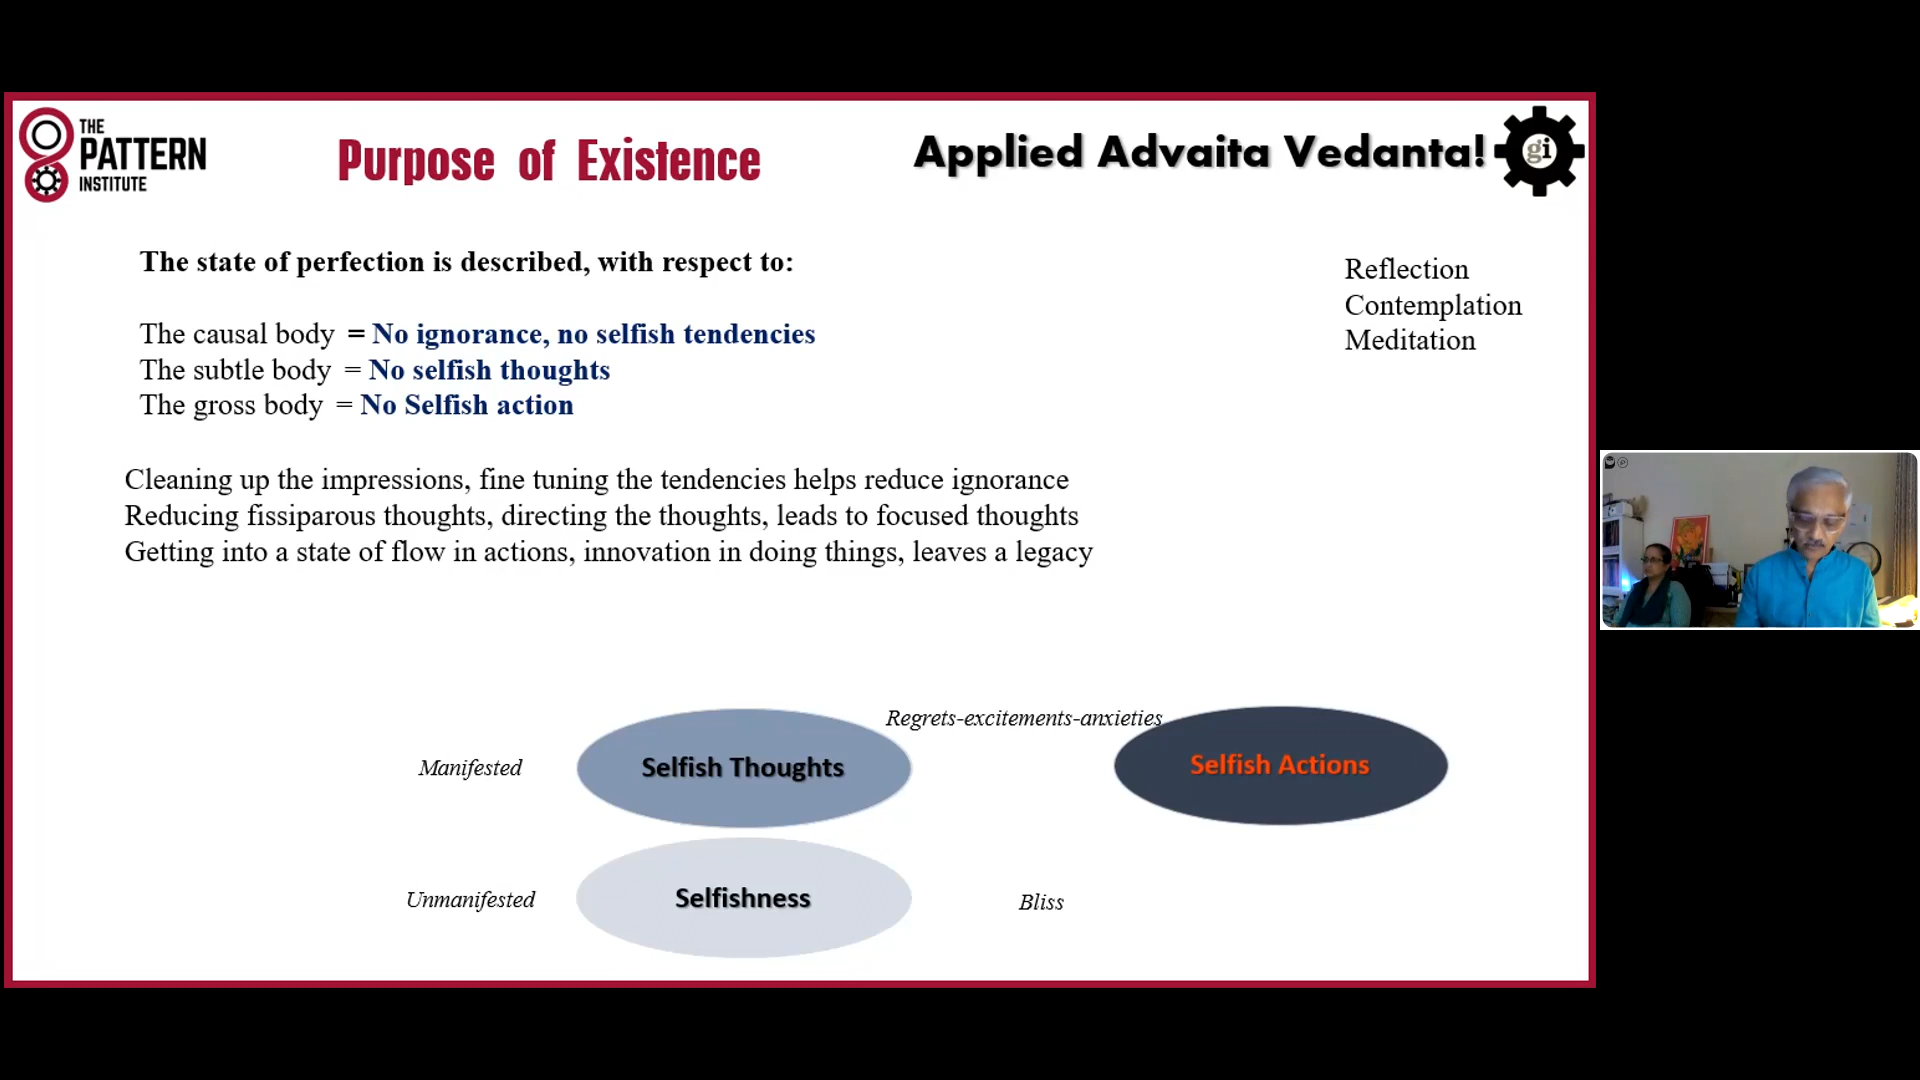 THE
PATTERN
INSTITUTE
Purpose of Existence
Applied Advaita Vedanta!
gi
The state of perfection is described, with respect to:
The causal body = No ignorance, no selfish tendencies
The subtle body = No selfish thoughts
The gross body = No Selfish action
Reflection
Contemplation
Meditation
Cleaning up the impressions, fine tuning the tendencies helps reduce ignorance
Reducing fissiparous thoughts, directing the thoughts, leads to focused thoughts
Getting into a state of flow in actions, innovation in doing things, leaves a legacy
Regrets-excitements-anxieties
Manifested
Selfish Thoughts
Selfish Actions
Unmanifested
Selfishness
Bliss